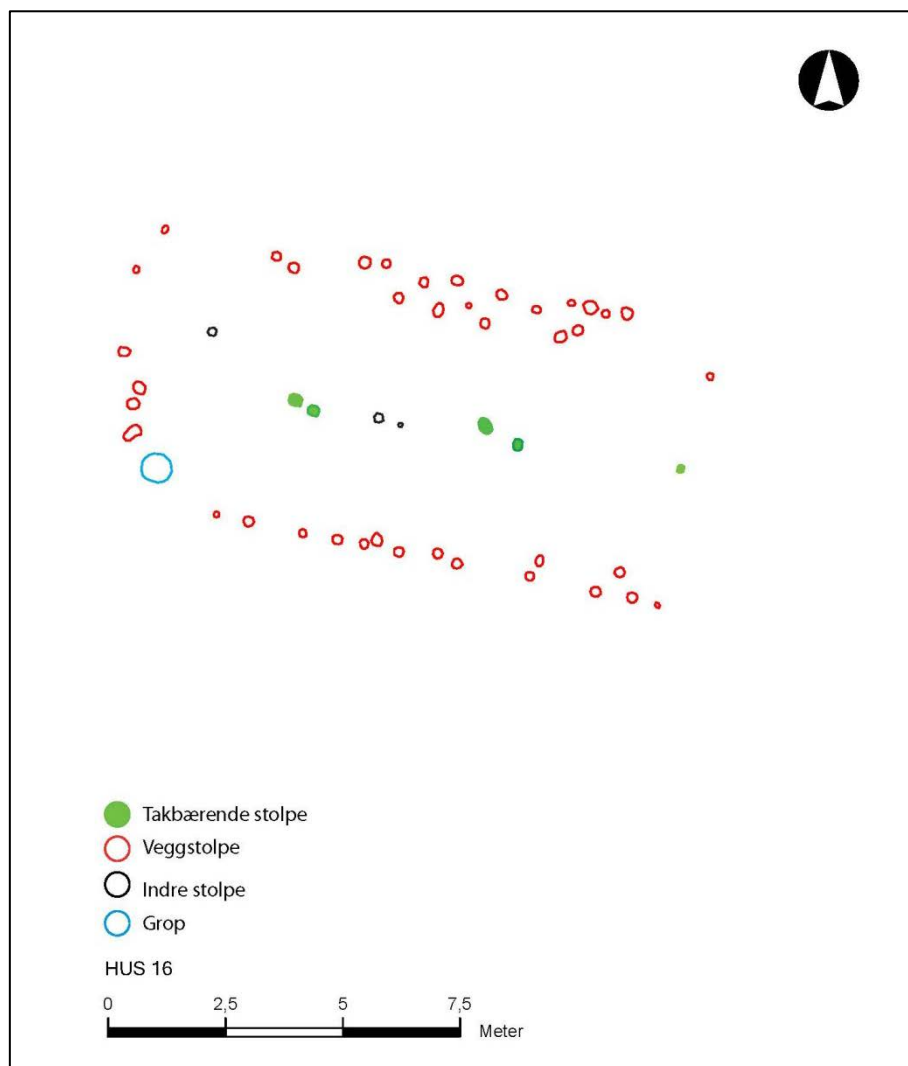 Takbærende stolpe
Veggstolpe
Indre stolpe
Grop
HUS 16
0 2,5 5 7,5
Meter